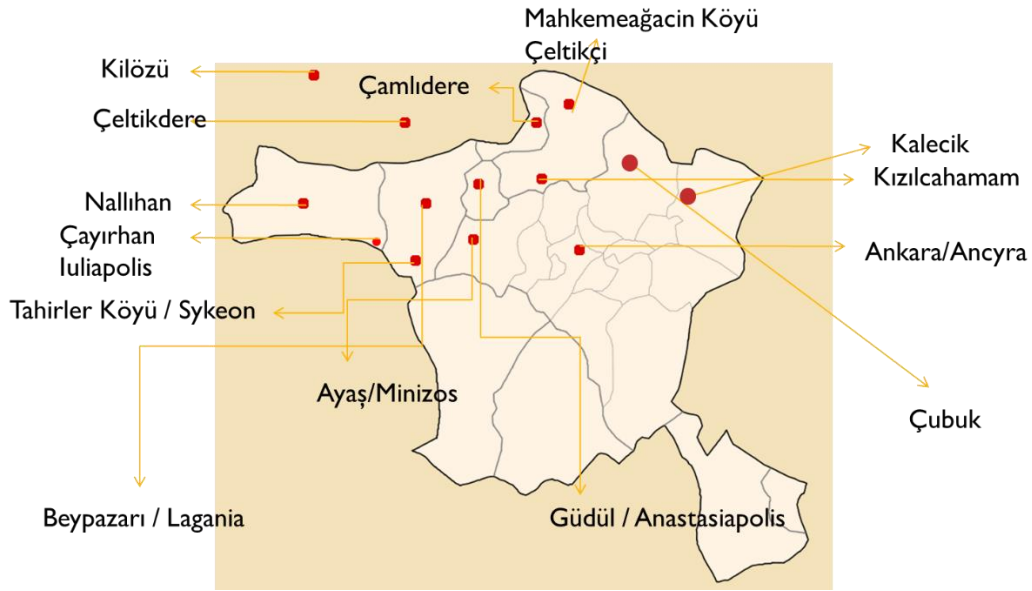 Mahkemeağacin Köyü
Çeltikçi
Kilözü
Çamlıdere
Çeltikdere
Kalecik
Kızılcahamam
Nallıhan
Çayırhan
Iuliapolis
Ankara/Ancyra
Tahirler Köyü / Sykeon
Ayaş/Minizos
Çubuk
Beypazarı / Lagania
Güdül / Anastasiapolis